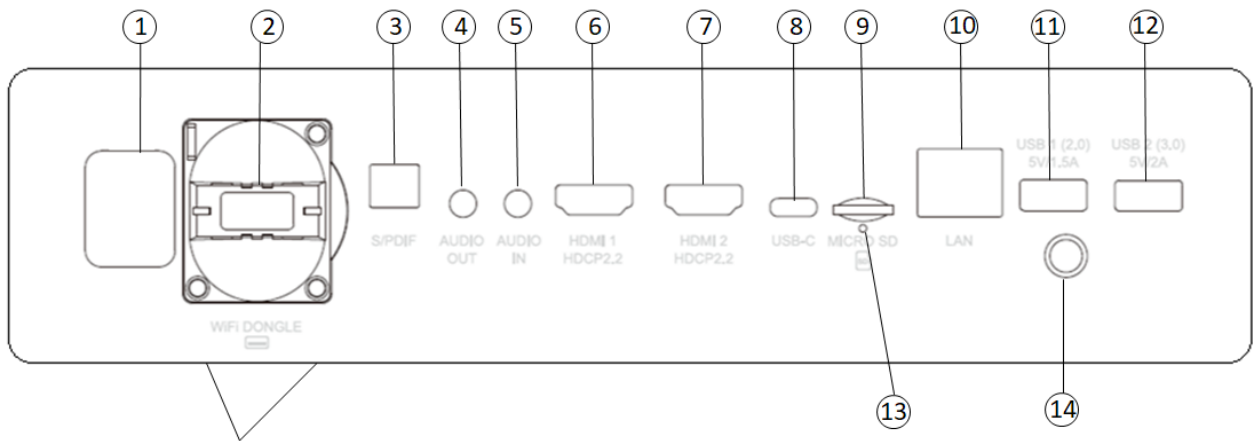 1 2 3 4 5 6 7 8 9 10 11 12
USB 1 (2,0) USB 2 (3,0)
5V/1,5A 5V/2A
S/PDIF AUDIO AUDIO HDMI 1 HDMI 2 USB-C MICRO SD LAN
OUT IN HDCP2,2 HDCP2,2
WiFi DONGLE
13 14